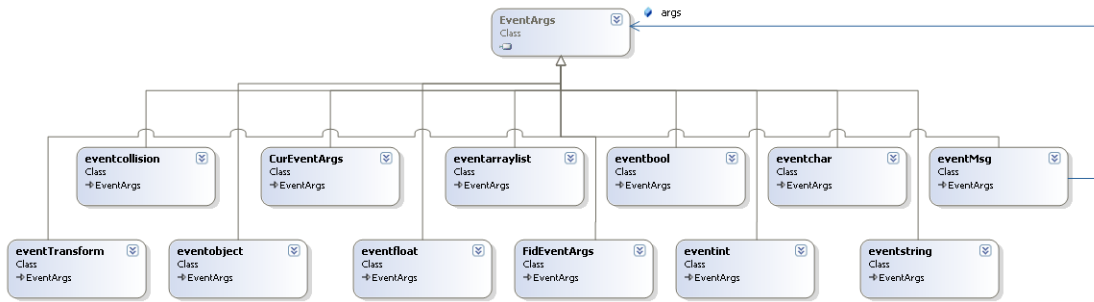 EventArgs
Class
args
eventcollision
Class
EventArgs
CurEventArgs
Class
EventArgs
eventarraylist
Class
EventArgs
eventbool
Class
EventArgs
eventchar
Class
EventArgs
eventMsg
Class
EventArgs
eventTransform
Class
EventArgs
eventobject
Class
EventArgs
eventfloat
Class
EventArgs
FidEventArgs
Class
EventArgs
eventint
Class
EventArgs
eventstring
Class
EventArgs